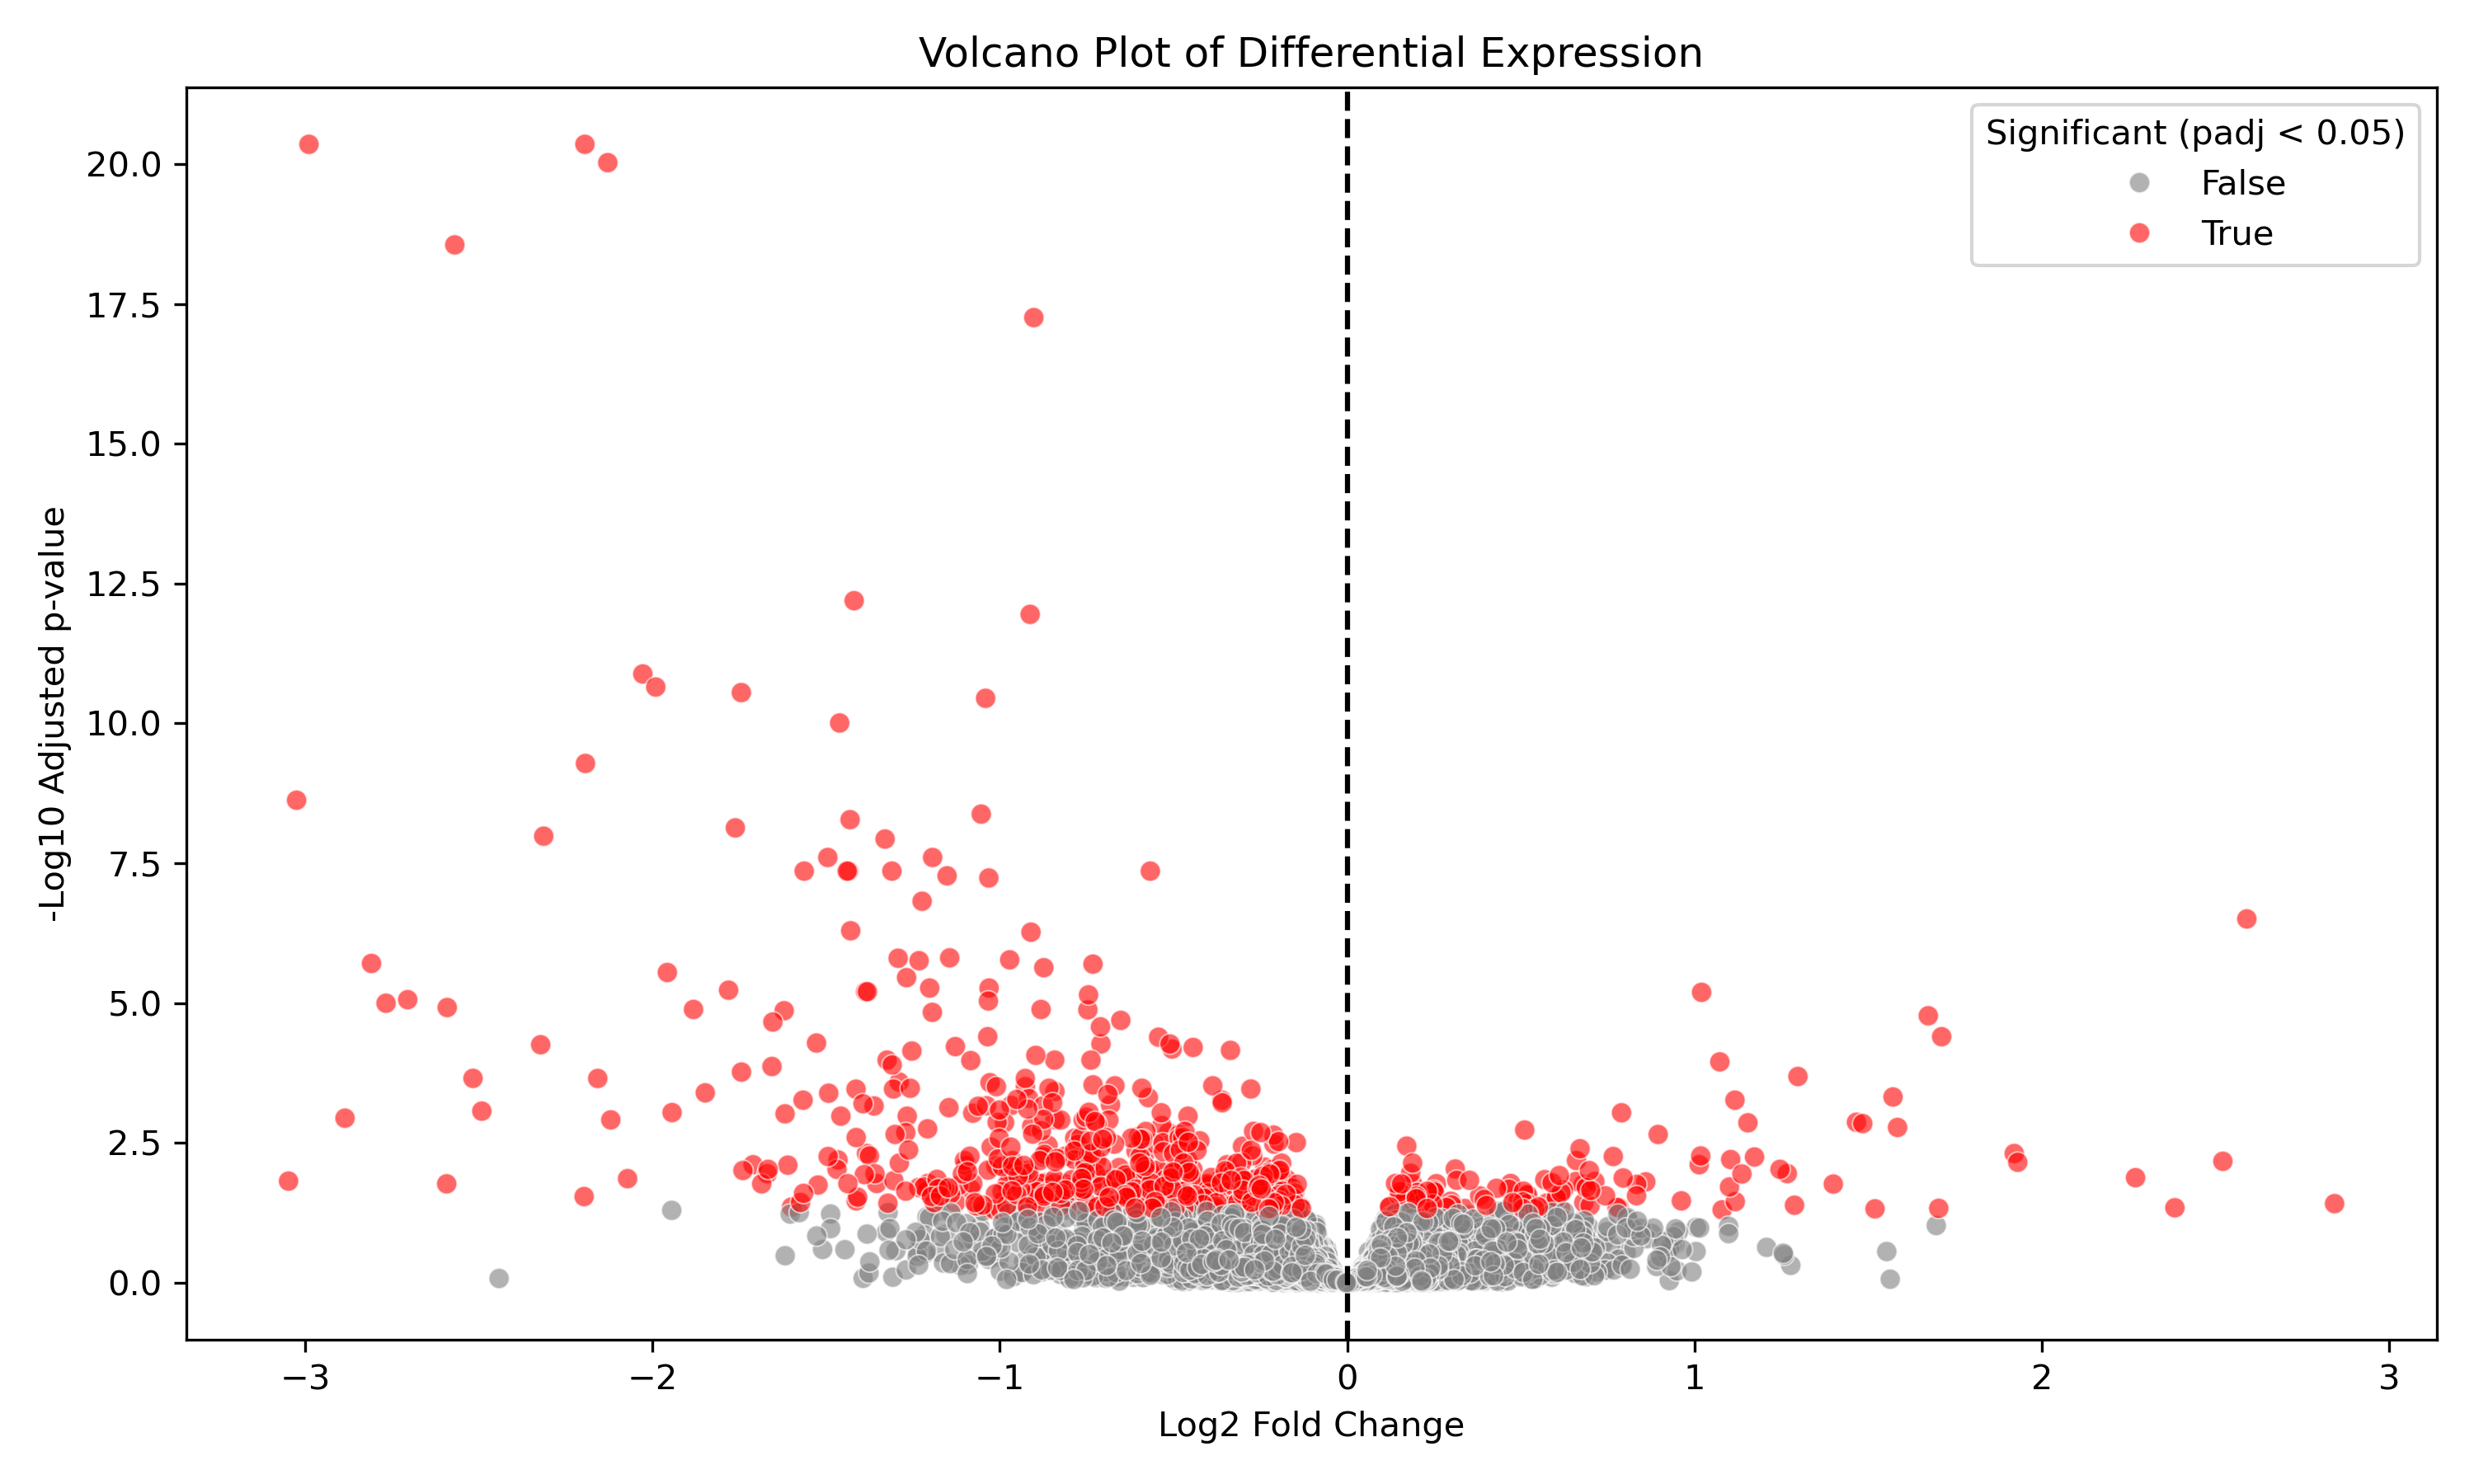 Volcano Plot of Differential Expression
Significant (padj < 0.05)
False
True
-Log10 Adjusted p-value
20.0
17.5
15.0
12.5
10.0
7.5
5.0
2.5
0.0
−3
−2
−1
0
1
2
3
Log2 Fold Change